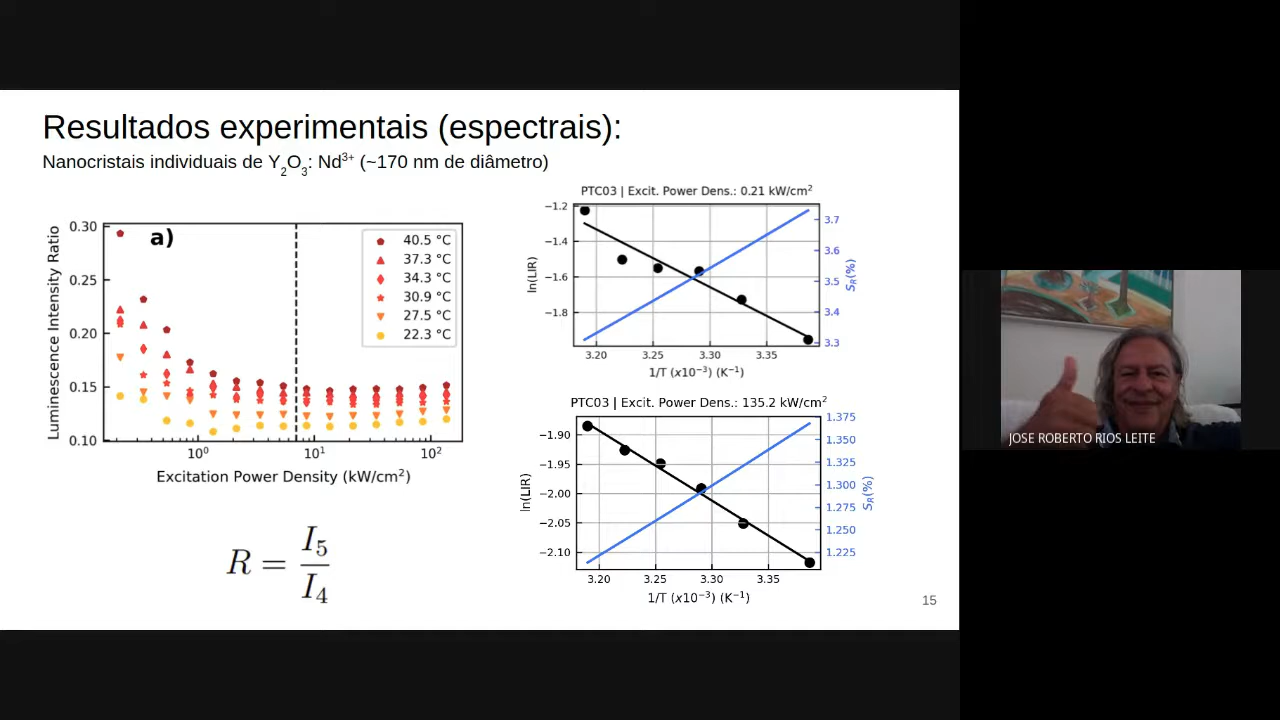 Resultados experimentais (espectrais):
Nanocristais individuais de Y₂O₃: Nd³⁺ (~170 nm de diâmetro)
a)
0.30
0.25
0.20
0.15
0.10
Luminescence Intensity Ratio
40.5 °C
37.3 °C
34.3 °C
30.9 °C
27.5 °C
22.3 °C
10⁰
10¹
10²
Excitation Power Density (kW/cm²)
R = I₅/I₄
PTC03 | Excit. Power Dens.: 0.21 kW/cm²
−1.2
−1.4
−1.6
−1.8
ln(LIR)
3.7
3.6
3.5
3.4
3.3
S_R(%)
3.20 3.25 3.30 3.35
1/T (x10⁻³) (K⁻¹)
PTC03 | Excit. Power Dens.: 135.2 kW/cm²
−1.90
−1.95
−2.00
−2.05
−2.10
ln(LIR)
1.375
1.350
1.325
1.300
1.275
1.250
1.225
S_R(%)
3.20 3.25 3.30 3.35
1/T (x10⁻³) (K⁻¹)
15
JOSE ROBERTO RIOS LEITE